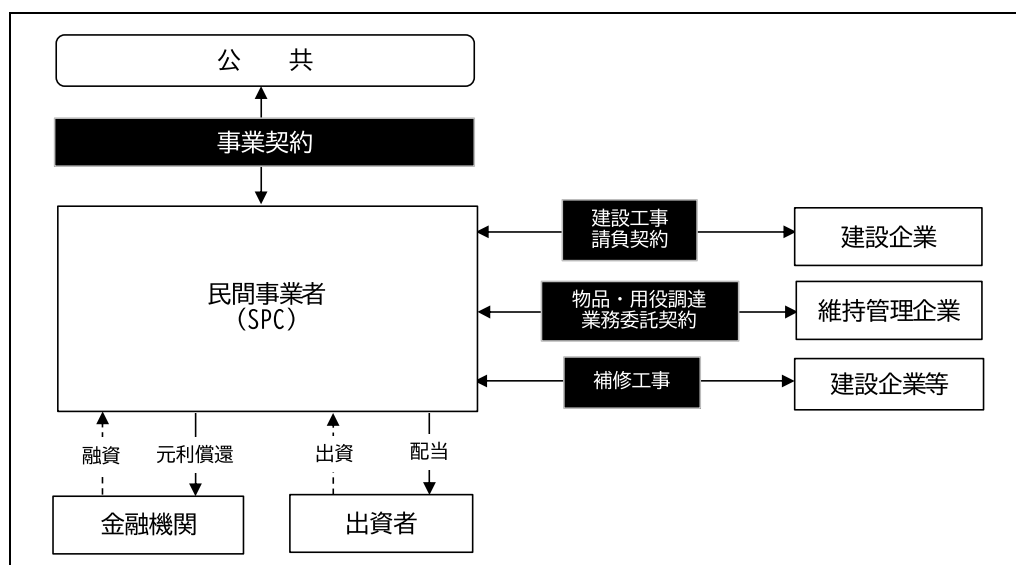 公　共
事業契約
民間事業者
（SPC）
建設工事
請負契約
建設企業
物品・用役調達
業務委託契約
維持管理企業
補修工事
建設企業等
融資
元利償還
出資
配当
金融機関
出資者